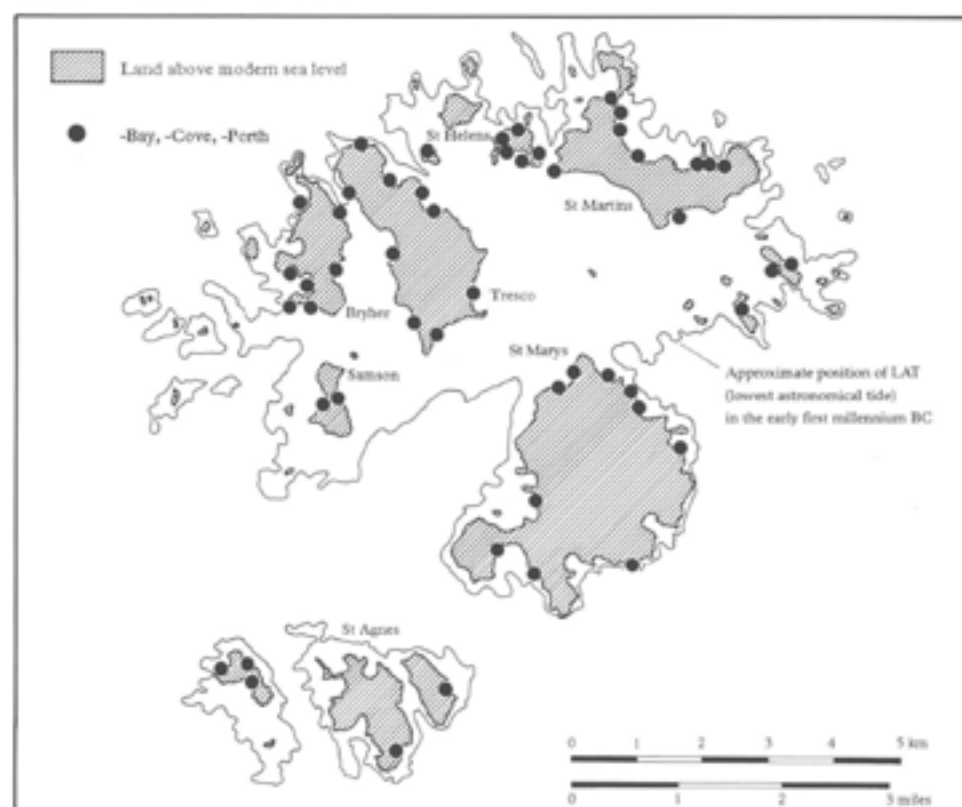 Land above modern sea level
-Bay, -Cove, -Porth
St Helens
St Martins
Tresco
Bryher
St Marys
Samson
Approximate position of LAT
(lowest astronomical tide)
in the early first millennium BC
St Agnes
0 1 2 3 4 5 km
0 1 2 3 miles